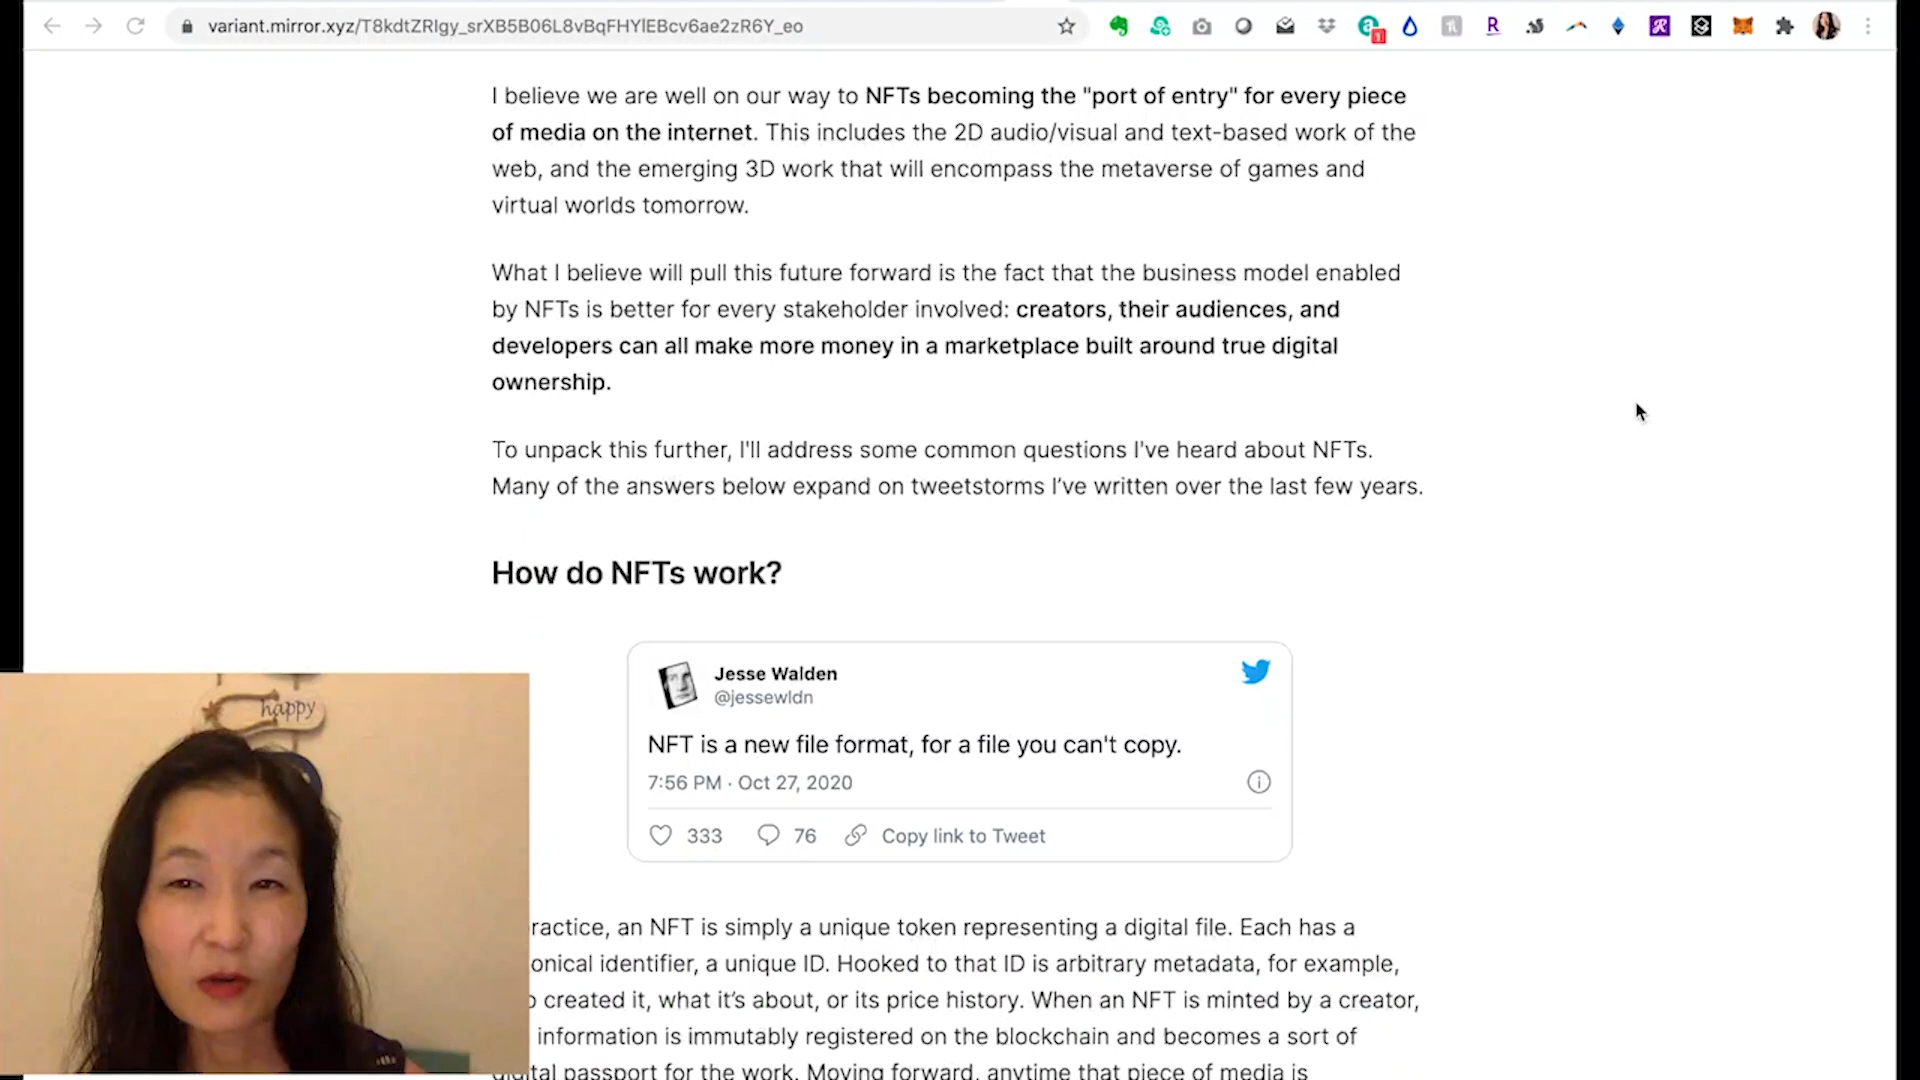 variant.mirror.xyz/T8kdtZRIgy_srXB5B06L8vBqFHYlEBcv6ae2zR6Y_eo
1
R
I believe we are well on our way to NFTs becoming the "port of entry" for every piece
of media on the internet. This includes the 2D audio/visual and text-based work of the
web, and the emerging 3D work that will encompass the metaverse of games and
virtual worlds tomorrow.
What I believe will pull this future forward is the fact that the business model enabled
by NFTs is better for every stakeholder involved: creators, their audiences, and
developers can all make more money in a marketplace built around true digital
ownership.
To unpack this further, I'll address some common questions I've heard about NFTs.
Many of the answers below expand on tweetstorms I’ve written over the last few years.
How do NFTs work?
Jesse Walden
@jessewldn
NFT is a new file format, for a file you can't copy.
7:56 PM · Oct 27, 2020
333 76 Copy link to Tweet
happy
ractice, an NFT is simply a unique token representing a digital file. Each has a
onical identifier, a unique ID. Hooked to that ID is arbitrary metadata, for example,
created it, what it’s about, or its price history. When an NFT is minted by a creator,
information is immutably registered on the blockchain and becomes a sort of
passport for the work. Moving forward, anytime that piece of media is